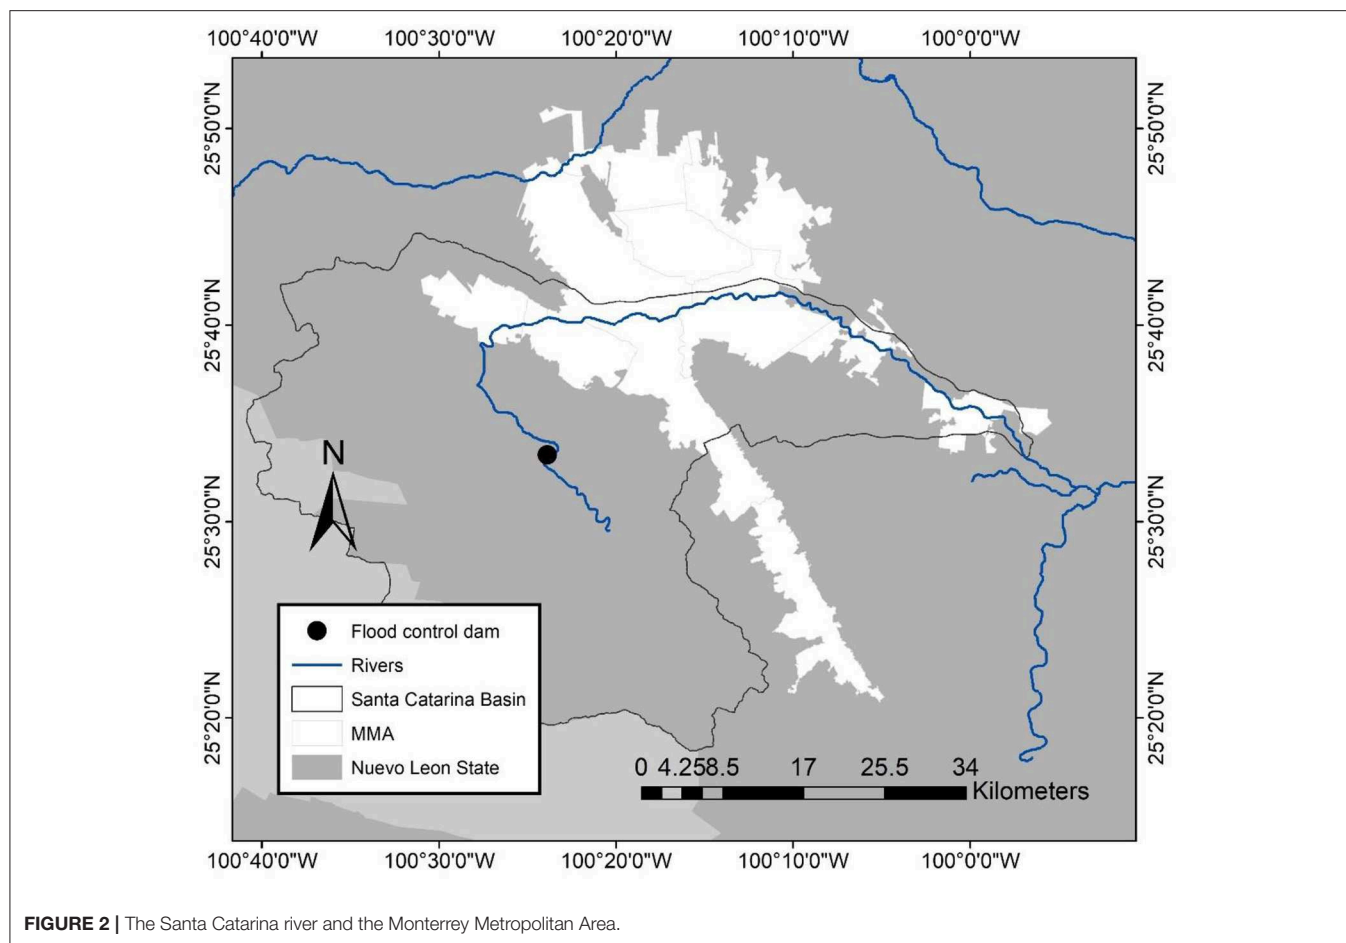 100°40'0"W 100°30'0"W 100°20'0"W 100°10'0"W 100°0'0"W
25°50'0"N 25°50'0"N
25°40'0"N 25°40'0"N
N
25°30'0"N 25°30'0"N
Flood control dam
Rivers
Santa Catarina Basin
25°20'0"N 25°20'0"N
MMA
Nuevo Leon State
0 4.25 8.5 17 25.5 34
Kilometers
100°40'0"W 100°30'0"W 100°20'0"W 100°10'0"W 100°0'0"W
FIGURE 2 | The Santa Catarina river and the Monterrey Metropolitan Area.